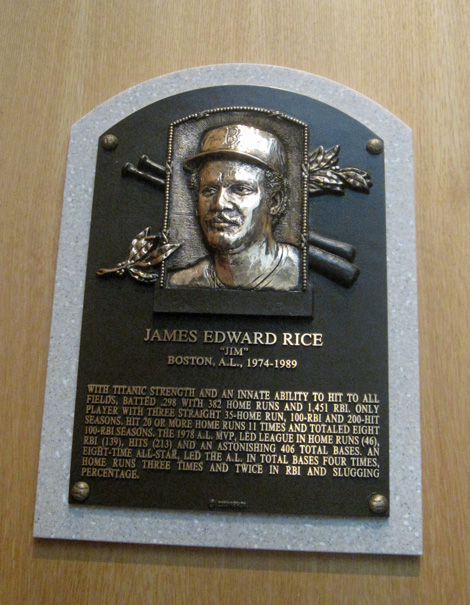 B
JAMES EDWARD RICE
"JIM"
BOSTON, A.L., 1974-1989
WITH TITANIC STRENGTH AND AN INNATE ABILITY TO HIT TO ALL
FIELDS, BATTED .298 WITH 382 HOME RUNS AND 1,451 RBI. ONLY
PLAYER WITH THREE STRAIGHT 35-HOME RUN, 100-RBI AND 200-HIT
SEASONS. HIT 20 OR MORE HOME RUNS 11 TIMES AND TOTALED EIGHT
100-RBI SEASONS. THE 1978 A.L. MVP, LED LEAGUE IN HOME RUNS (46),
RBI (139), HITS (213) AND AN ASTONISHING 406 TOTAL BASES. AN
EIGHT-TIME ALL-STAR, LED THE A.L. IN TOTAL BASES FOUR TIMES,
HOME RUNS THREE TIMES AND TWICE IN RBI AND SLUGGING
PERCENTAGE.